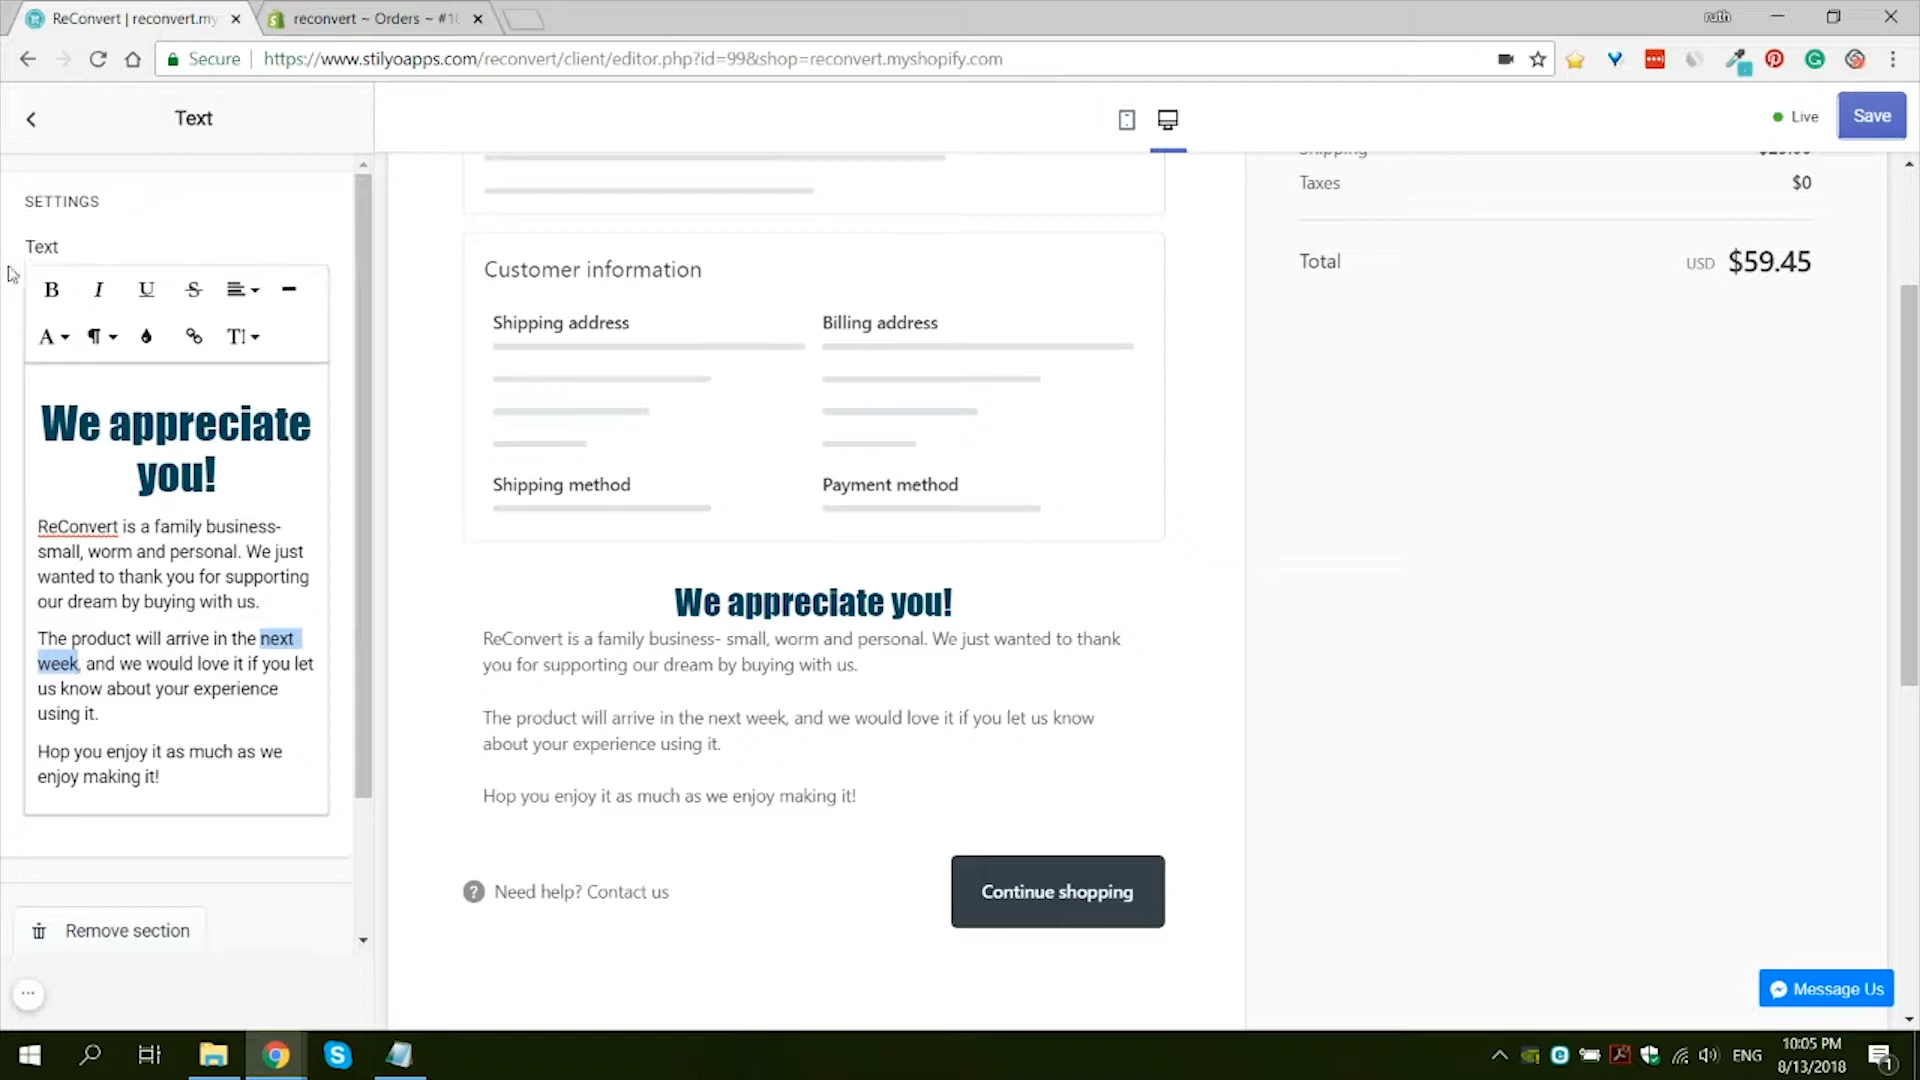 ReConvert | reconvert.my
reconvert ~ Orders ~ #1
ruth
Secure
https://www.stilyoapps.com/reconvert/client/editor.php?id=99&shop=reconvert.myshopify.com
Text
Live
Save
SETTINGS
Text
B I U S
A ¶ T
We appreciate
you!
ReConvert is a family business-
small, worm and personal. We just
wanted to thank you for supporting
our dream by buying with us.
The product will arrive in the next
week, and we would love it if you let
us know about your experience
using it.
Hop you enjoy it as much as we
enjoy making it!
Remove section
Customer information
Shipping address
Billing address
Shipping method
Payment method
We appreciate you!
ReConvert is a family business- small, worm and personal. We just wanted to thank
you for supporting our dream by buying with us.
The product will arrive in the next week, and we would love it if you let us know
about your experience using it.
Hop you enjoy it as much as we enjoy making it!
? Need help? Contact us
Continue shopping
Shipping
Taxes $0
Total USD $59.45
Message Us
ENG
10:05 PM
8/13/2018
1